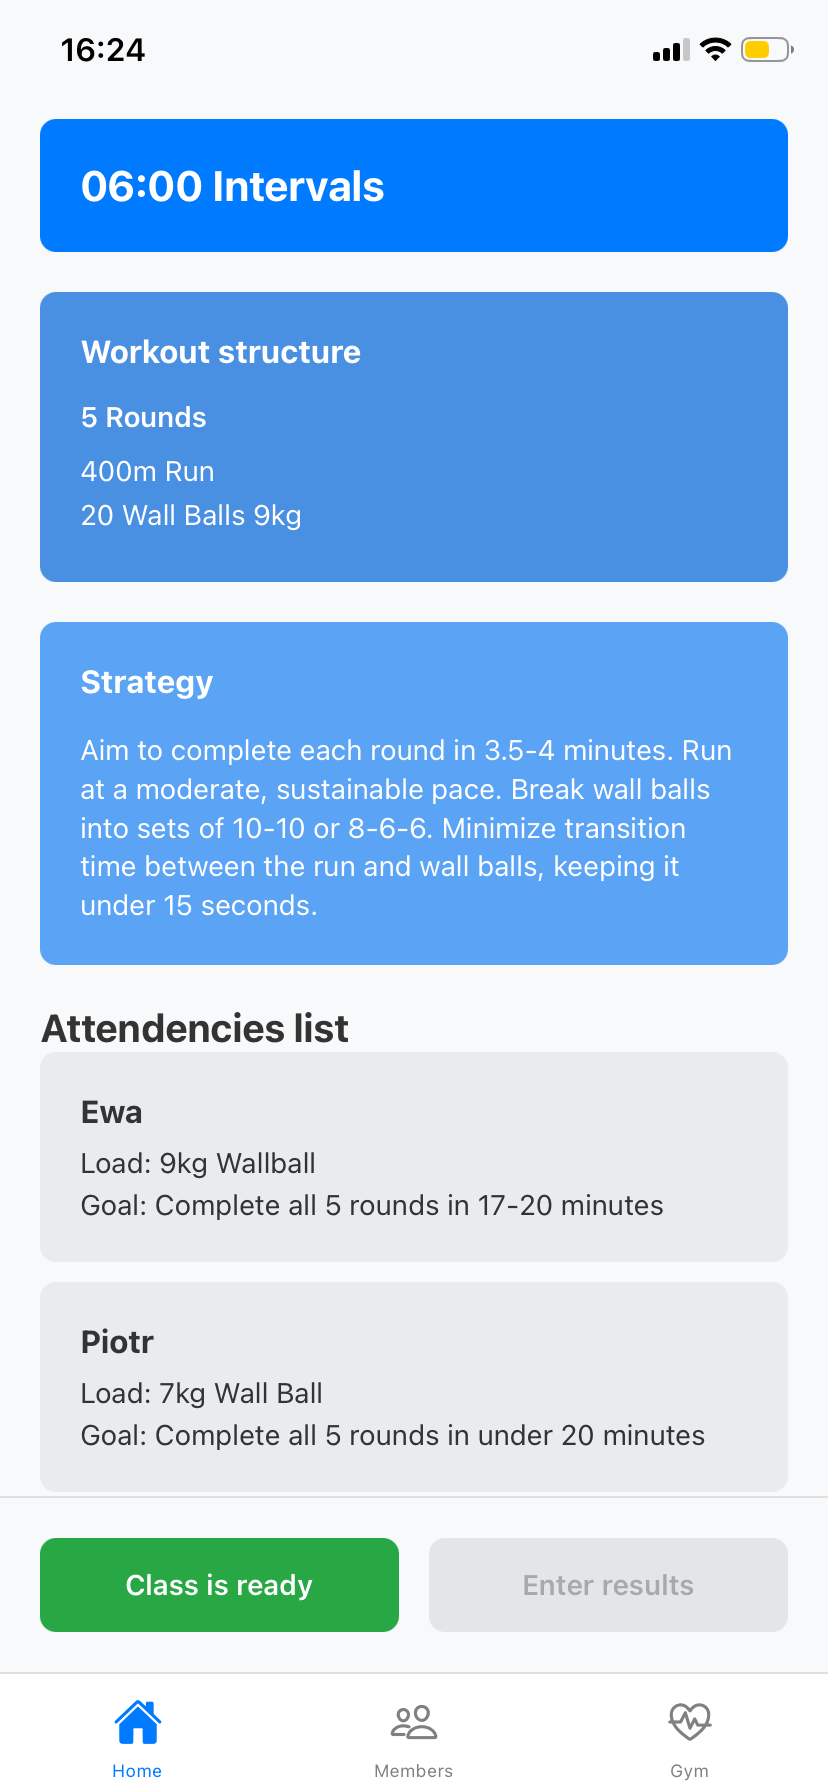 16:24
06:00 Intervals
Workout structure
5 Rounds
400m Run
20 Wall Balls 9kg
Strategy
Aim to complete each round in 3.5-4 minutes. Run
at a moderate, sustainable pace. Break wall balls
into sets of 10-10 or 8-6-6. Minimize transition
time between the run and wall balls, keeping it
under 15 seconds.
Attendencies list
Ewa
Load: 9kg Wallball
Goal: Complete all 5 rounds in 17-20 minutes
Piotr
Load: 7kg Wall Ball
Goal: Complete all 5 rounds in under 20 minutes
Class is ready
Enter results
Home
Members
Gym